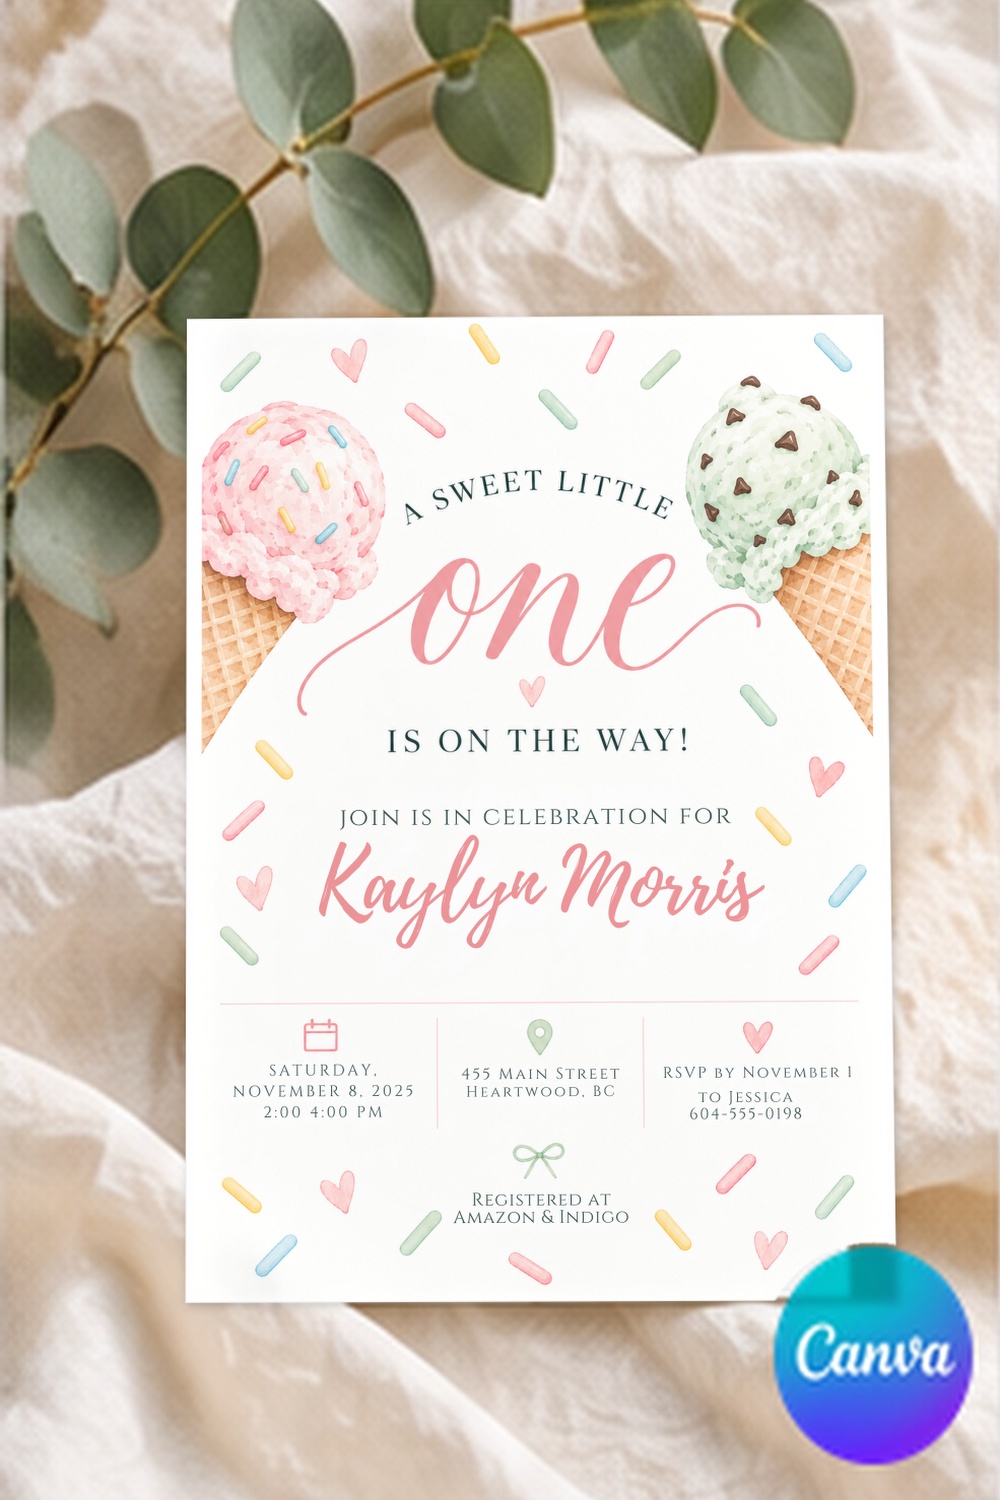 A SWEET LITTLE
one
IS ON THE WAY!
JOIN IS IN CELEBRATION FOR
Kaylyn Morris
SATURDAY,
NOVEMBER 8, 2025
2:00 4:00 PM
455 Main Street
Heartwood, BC
RSVP by November 1
to Jessica
604-555-0198
Registered at
Amazon & Indigo
Canva